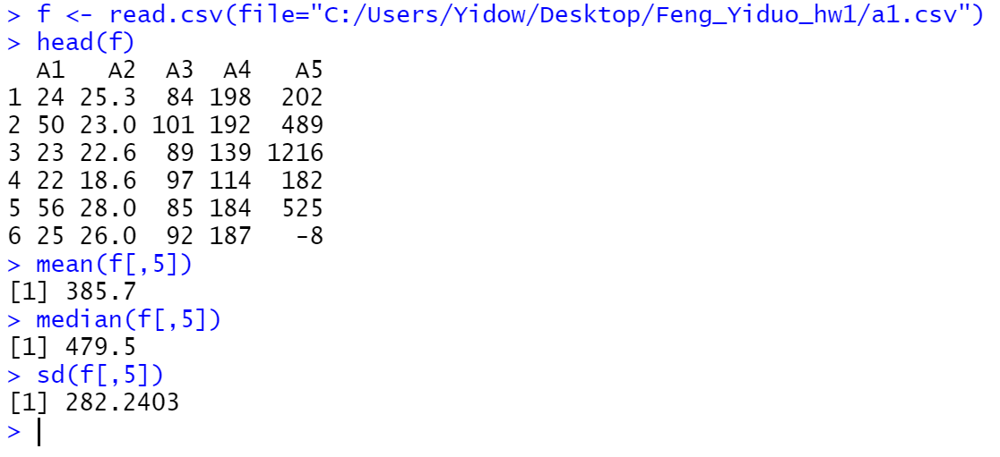 > f <- read.csv(file="C:/Users/Yidow/Desktop/Feng_Yiduo_hw1/a1.csv")
> head(f)
  A1   A2  A3  A4   A5
1 24 25.3  84 198  202
2 50 23.0 101 192  489
3 23 22.6  89 139 1216
4 22 18.6  97 114  182
5 56 28.0  85 184  525
6 25 26.0  92 187   -8
> mean(f[,5])
[1] 385.7
> median(f[,5])
[1] 479.5
> sd(f[,5])
[1] 282.2403
>